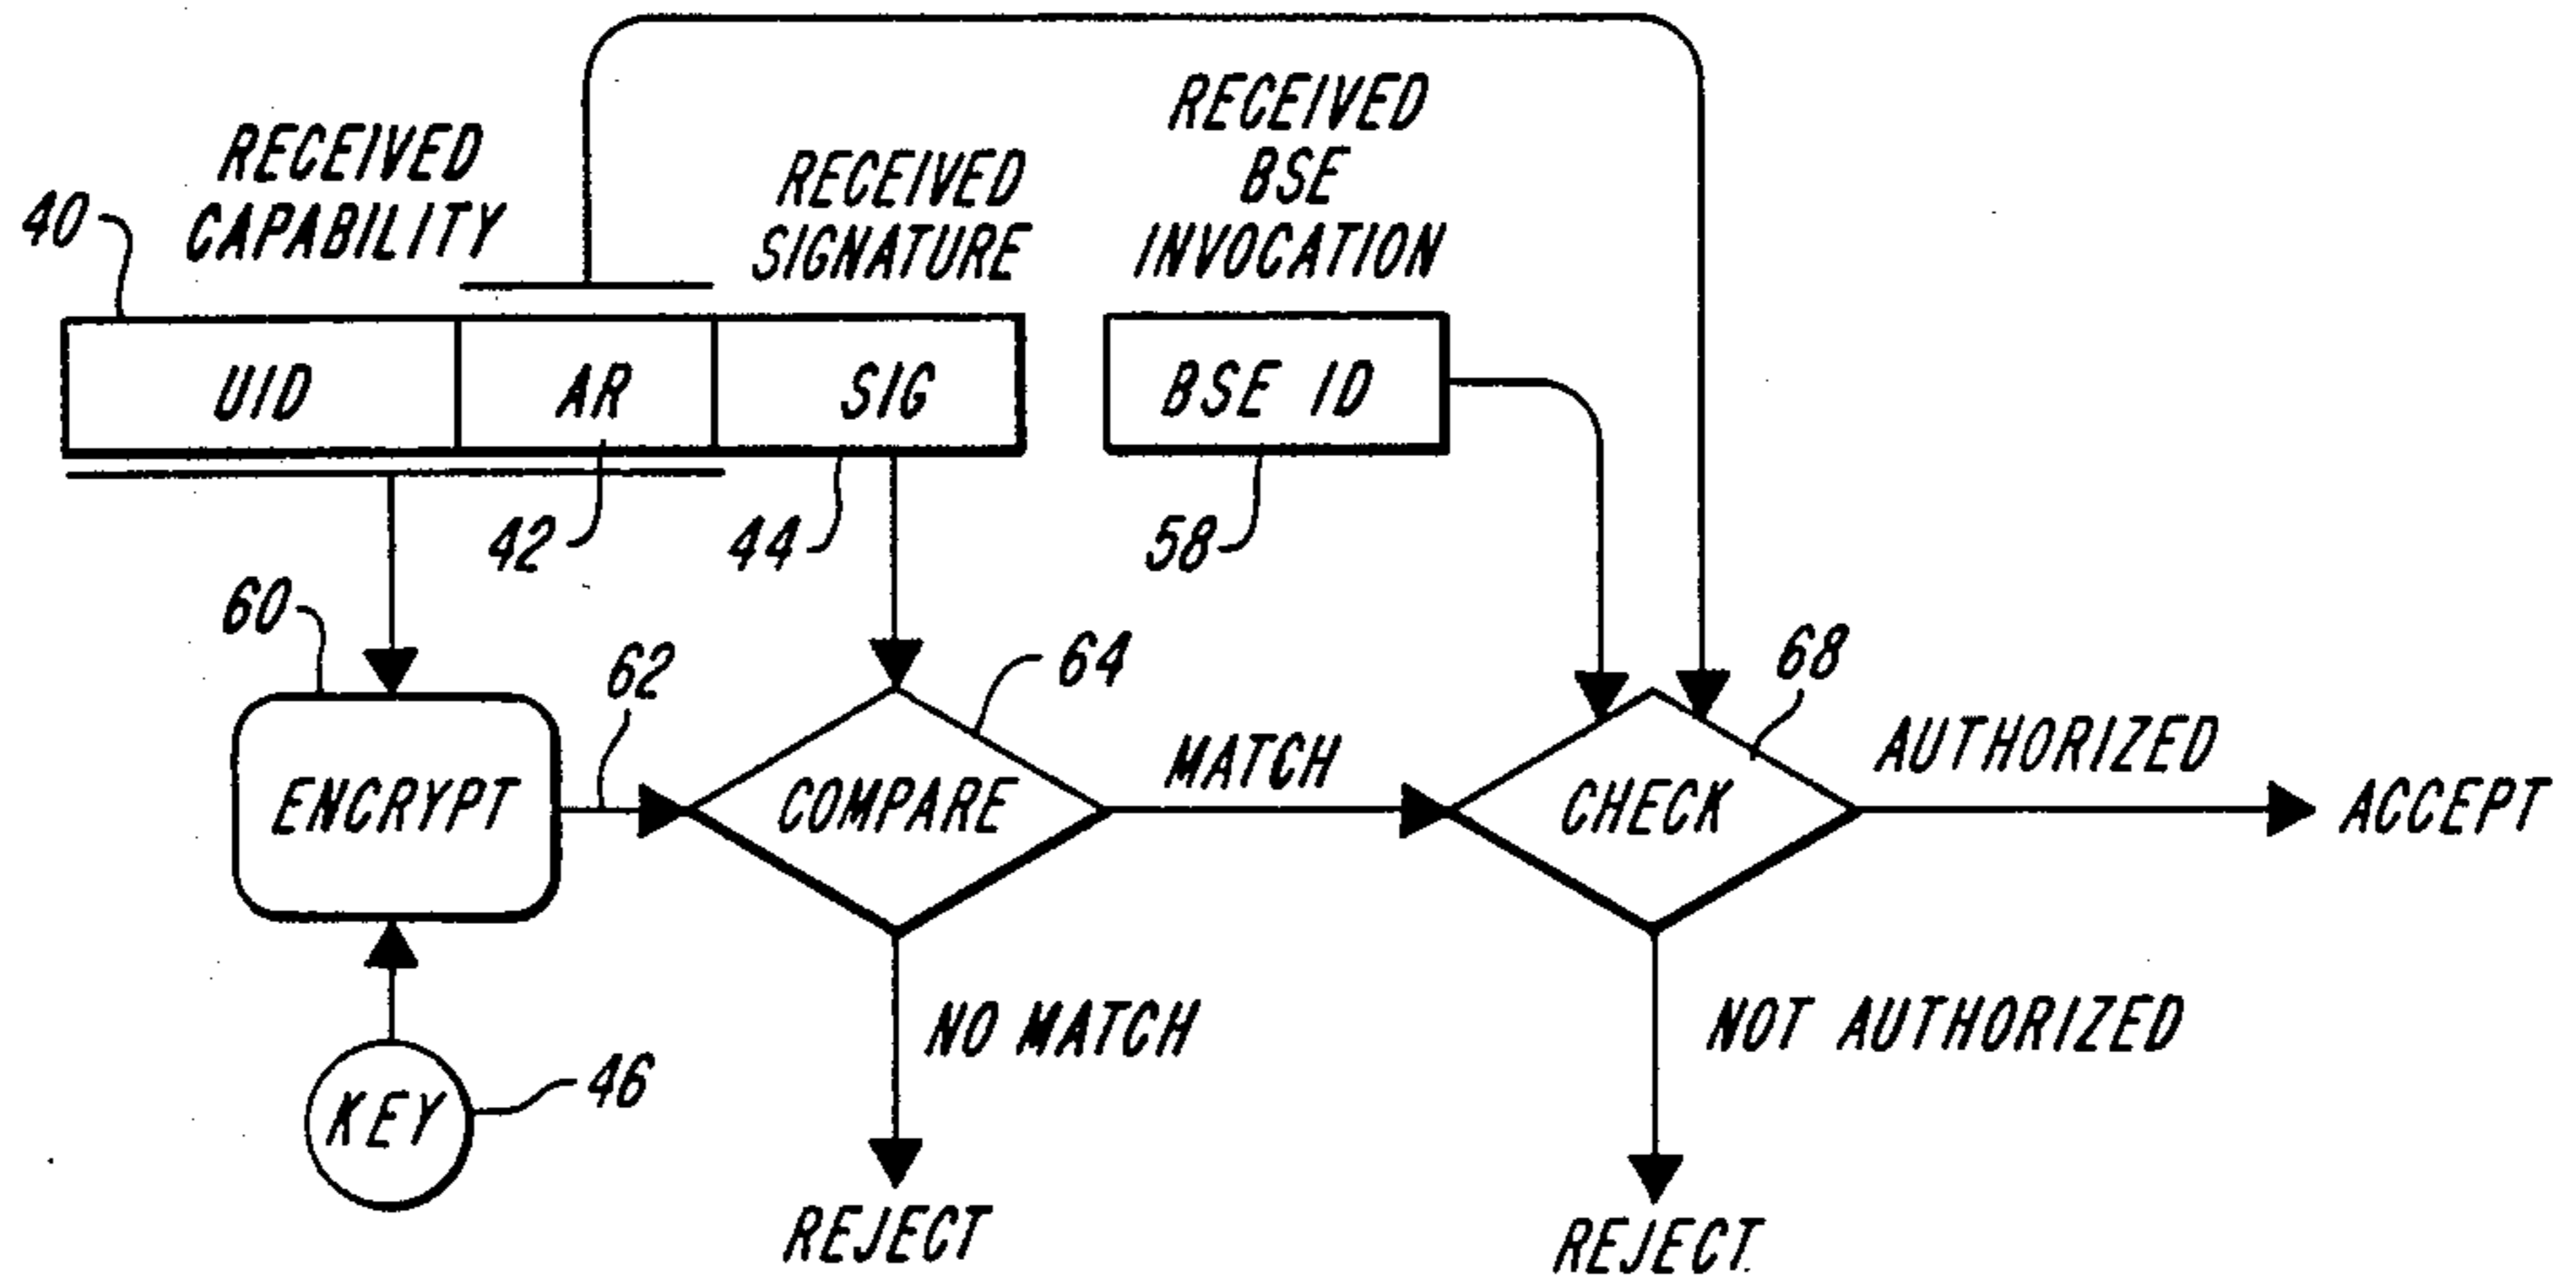 RECEIVED
CAPABILITY
RECEIVED
SIGNATURE
RECEIVED
BSE
INVOCATION
40
UID
AR
SIG
BSE ID
42
44
58
60
62
64
68
ENCRYPT
COMPARE
MATCH
CHECK
AUTHORIZED
ACCEPT
KEY
46
NO MATCH
NOT AUTHORIZED
REJECT
REJECT